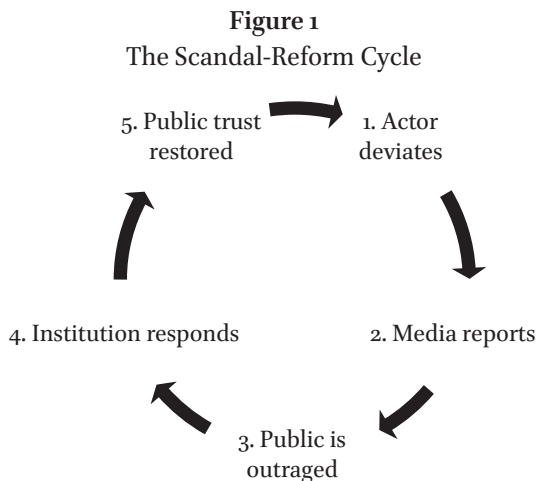 Figure 1
The Scandal-Reform Cycle
1. Actor
deviates
2. Media reports
3. Public is
outraged
4. Institution responds
5. Public trust
restored